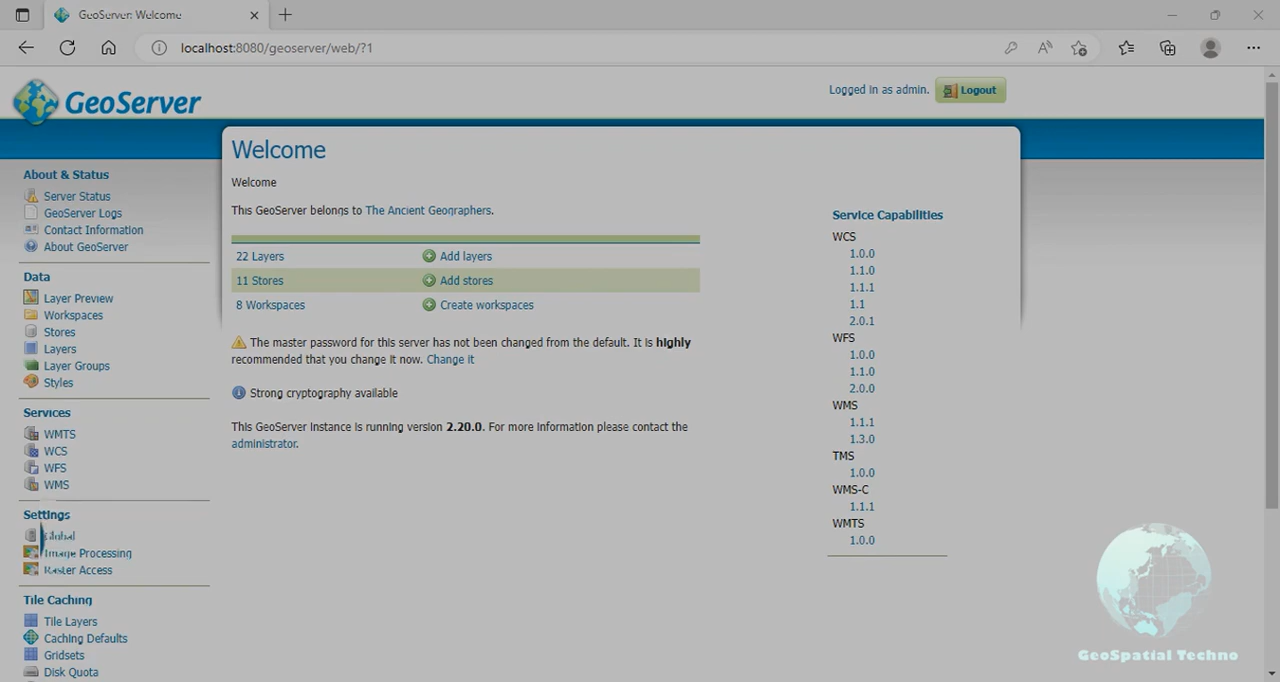 GeoServer: Welcome
localhost:8080/geoserver/web/?1
GeoServer
Logged in as admin.
Logout
About & Status
Server Status
GeoServer Logs
Contact Information
About GeoServer
Data
Layer Preview
Workspaces
Stores
Layers
Layer Groups
Styles
Services
WMTS
WCS
WFS
WMS
Settings
Global
Image Processing
Raster Access
Tile Caching
Tile Layers
Caching Defaults
Gridsets
Disk Quota
Welcome
Welcome
This GeoServer belongs to The Ancient Geographers.
22 Layers Add layers
11 Stores Add stores
8 Workspaces Create workspaces
The master password for this server has not been changed from the default. It is highly
recommended that you change it now. Change it
Strong cryptography available
This GeoServer instance is running version 2.20.0. For more information please contact the
administrator.
Service Capabilities
WCS
1.0.0
1.1.0
1.1.1
1.1
2.0.1
WFS
1.0.0
1.1.0
2.0.0
WMS
1.1.1
1.3.0
TMS
1.0.0
WMS-C
1.1.1
WMTS
1.0.0
GeoSpatial Techno